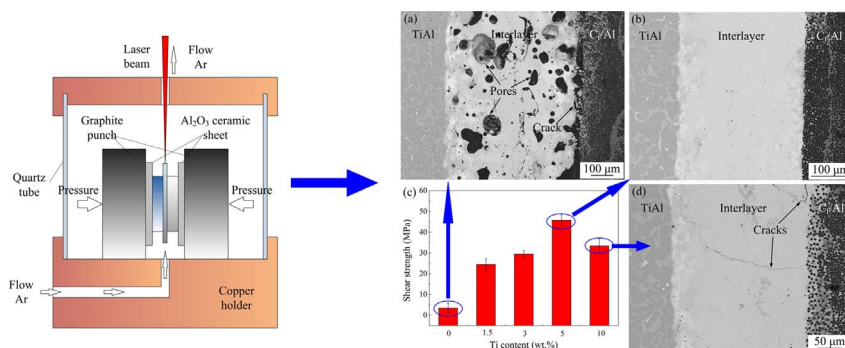 Laser
beam
Flow
Ar
Graphite
punch
Al₂O₃ ceramic
sheet
Quartz
tube
Pressure
Pressure
Flow
Ar
Copper
holder
(a)
TiAl
Interlayer
Cf/Al
Pores
Crack
100 μm
(b)
TiAl
Interlayer
Cf/Al
100 μm
(c)
Shear strength (MPa)
60
50
40
30
20
10
0
0
1.5
3
5
10
Ti content (wt.%)
(d)
TiAl
Interlayer
Cf/Al
Cracks
50 μm